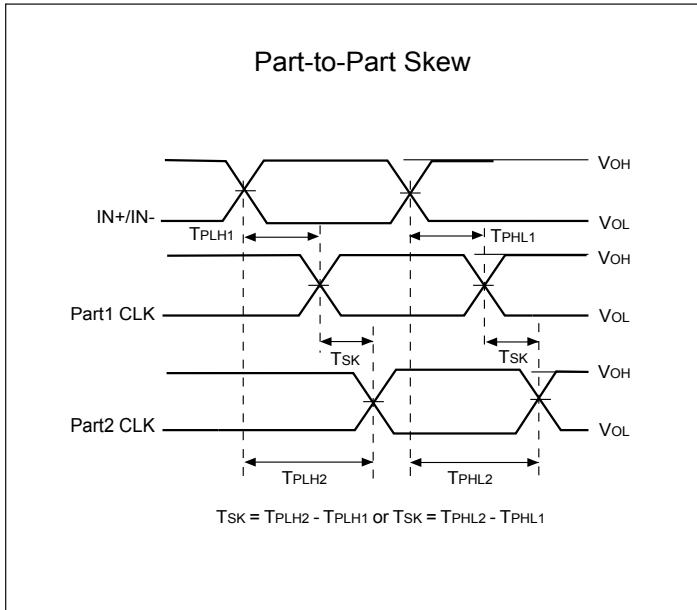 Part-to-Part Skew
VOH
IN+/IN-
VOL
TPLH1
TPHL1
VOH
Part1 CLK
VOL
TSK
TSK
VOH
Part2 CLK
VOL
TPLH2
TPHL2
TSK = TPLH2 - TPLH1 or TSK = TPHL2 - TPHL1